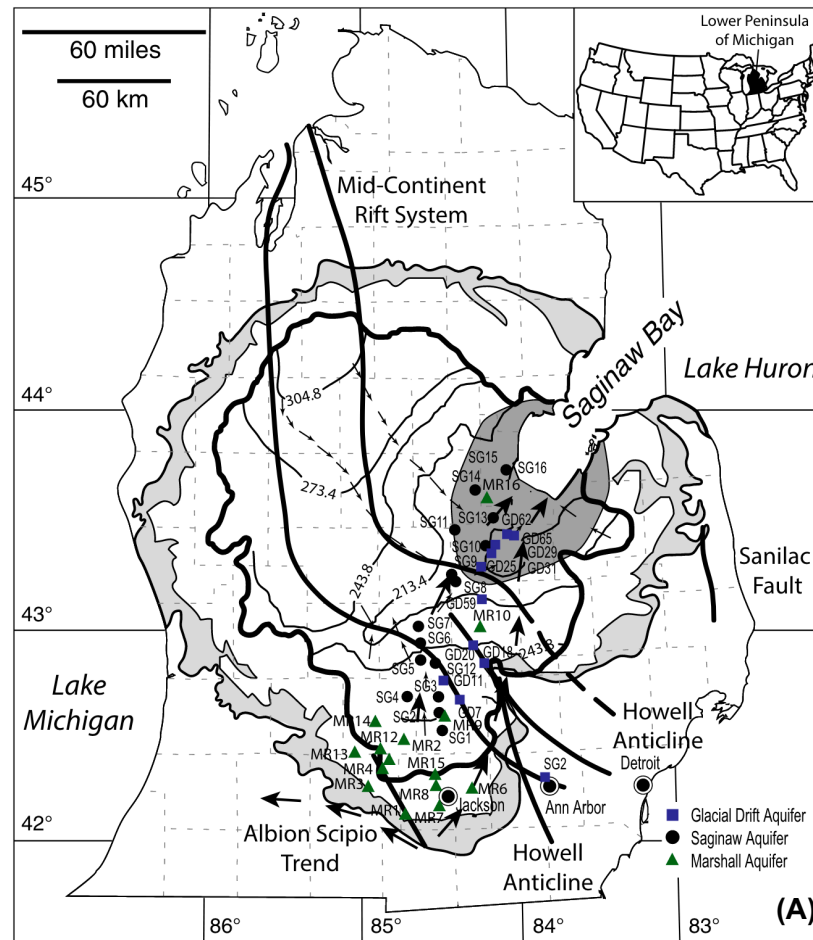 60 miles
60 km
Lower Peninsula
of Michigan
45°
Mid-Continent
Rift System
Saginaw Bay
Lake Huron
44°
304.8
273.4
SG15
SG16
SG14
MR16
SG13
GD62
SG11
GD65
SG10
GD29
SG9
GD25
GD31
243.8
213.4
SG8
GD59
Sanilac
Fault
43°
MR10
SG7
SG6
GD20
GD18
243.8
SG5
SG12
GD11
SG3
SG4
Lake
Michigan
SG2
GD7
MR9
SG1
MR14
MR12
MR2
Howell
Anticline
MR13
MR4
MR15
SG2
Detroit
MR3
MR8
MR6
Jackson
Ann Arbor
MR1
MR7
42°
Albion Scipio
Trend
Howell
Anticline
Glacial Drift Aquifer
Saginaw Aquifer
Marshall Aquifer
(A)
86°
85°
84°
83°